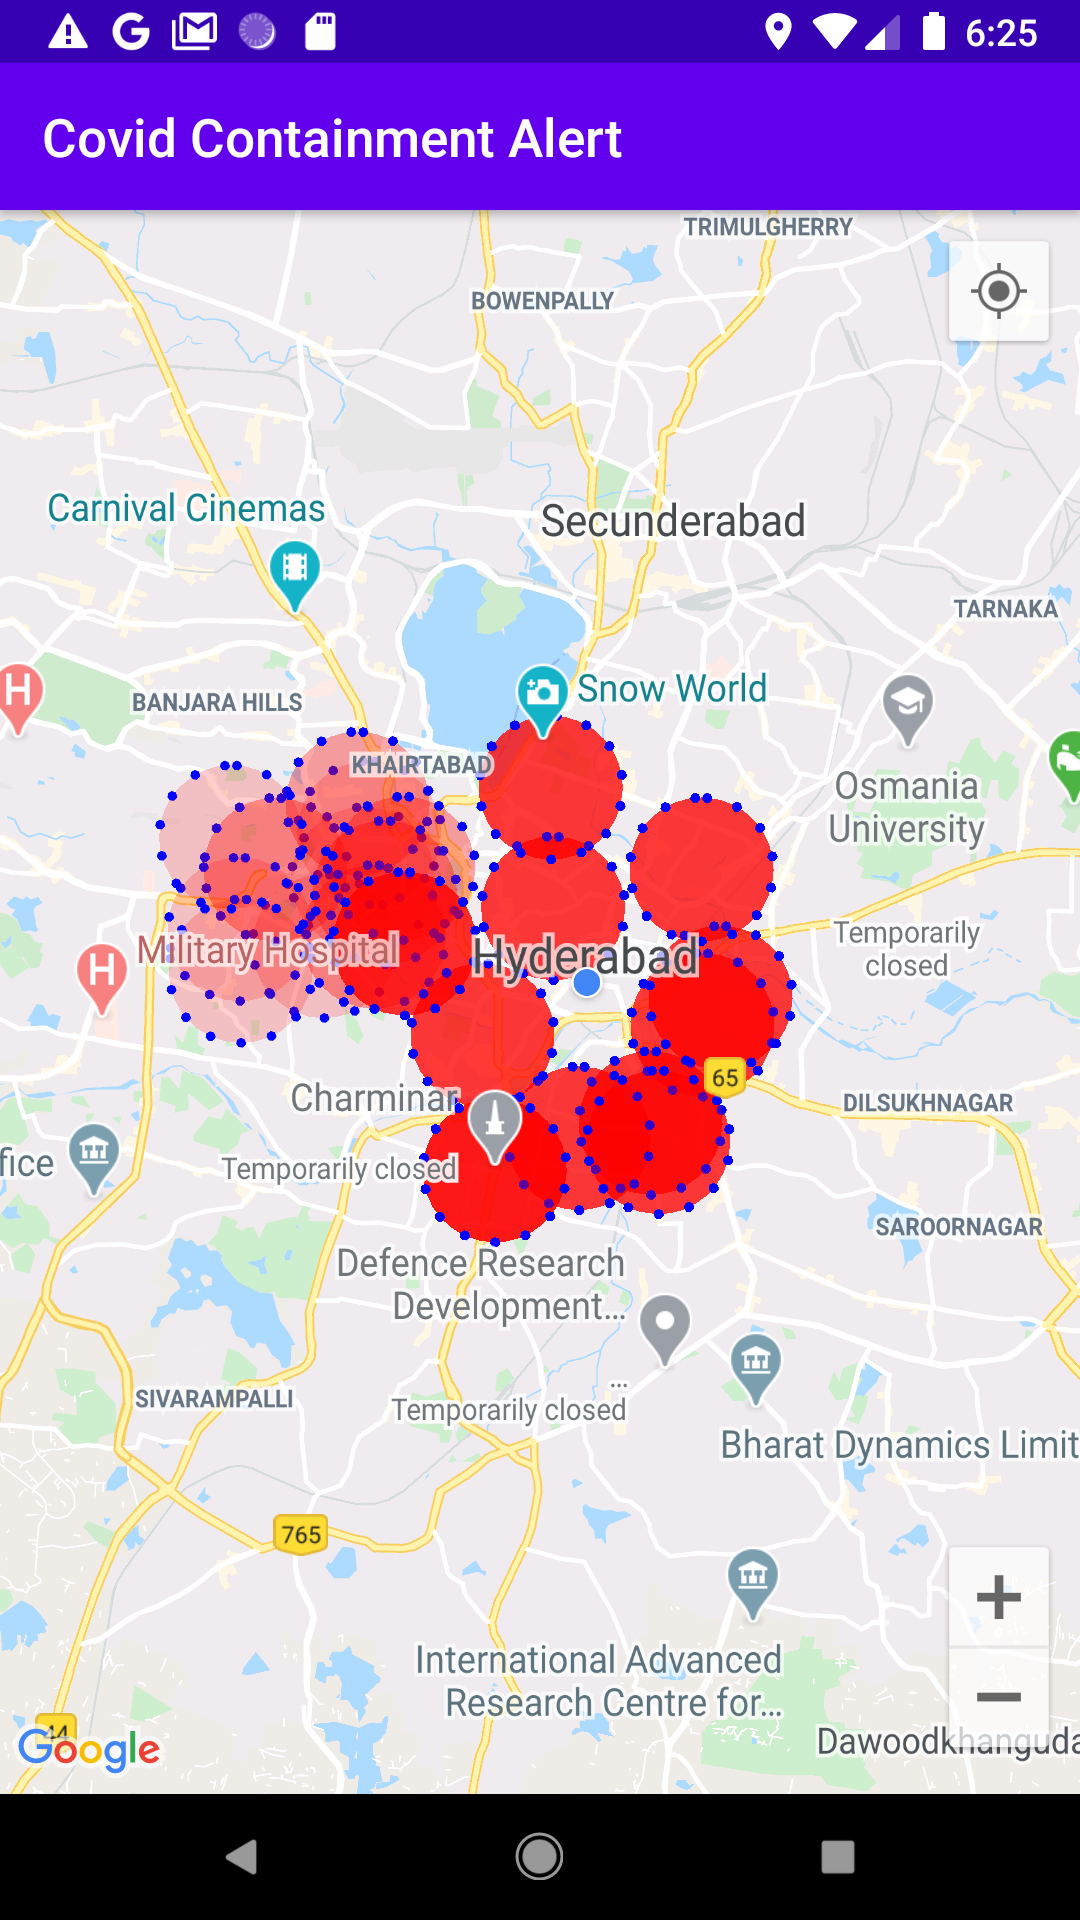 6:25
Covid Containment Alert
TRIMULGHERRY
BOWENPALLY
Carnival Cinemas
Secunderabad
TARNAKA
H
BANJARA HILLS
Snow World
KHAIRTABAD
Osmania
University
Temporarily
closed
Military Hospital
H
Hyderabad
65
Charminar
DILSUKHNAGAR
fice
Temporarily closed
SAROORNAGAR
Defence Research
Development...
...
Temporarily closed
SIVARAMPALLI
Bharat Dynamics Limit
765
International Advanced
Research Centre for...
44
Google
Dawoodkhanguda